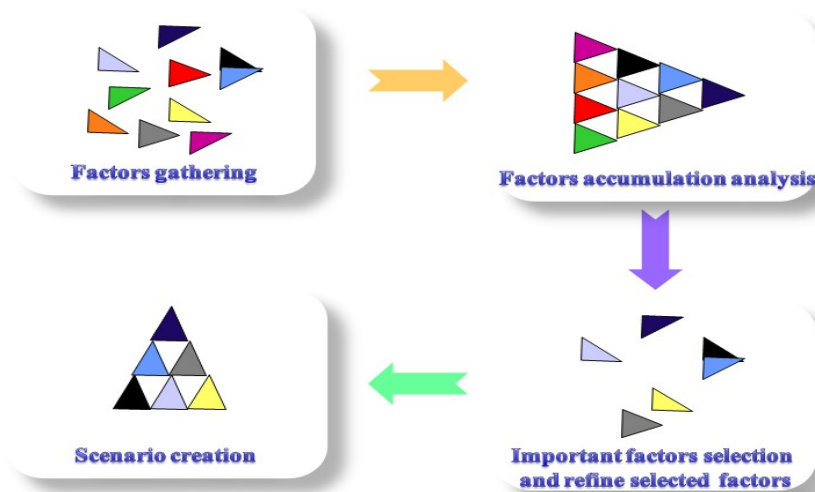 Factors gathering
Factors accumulation analysis
Scenario creation
Important factors selection
and refine selected factors